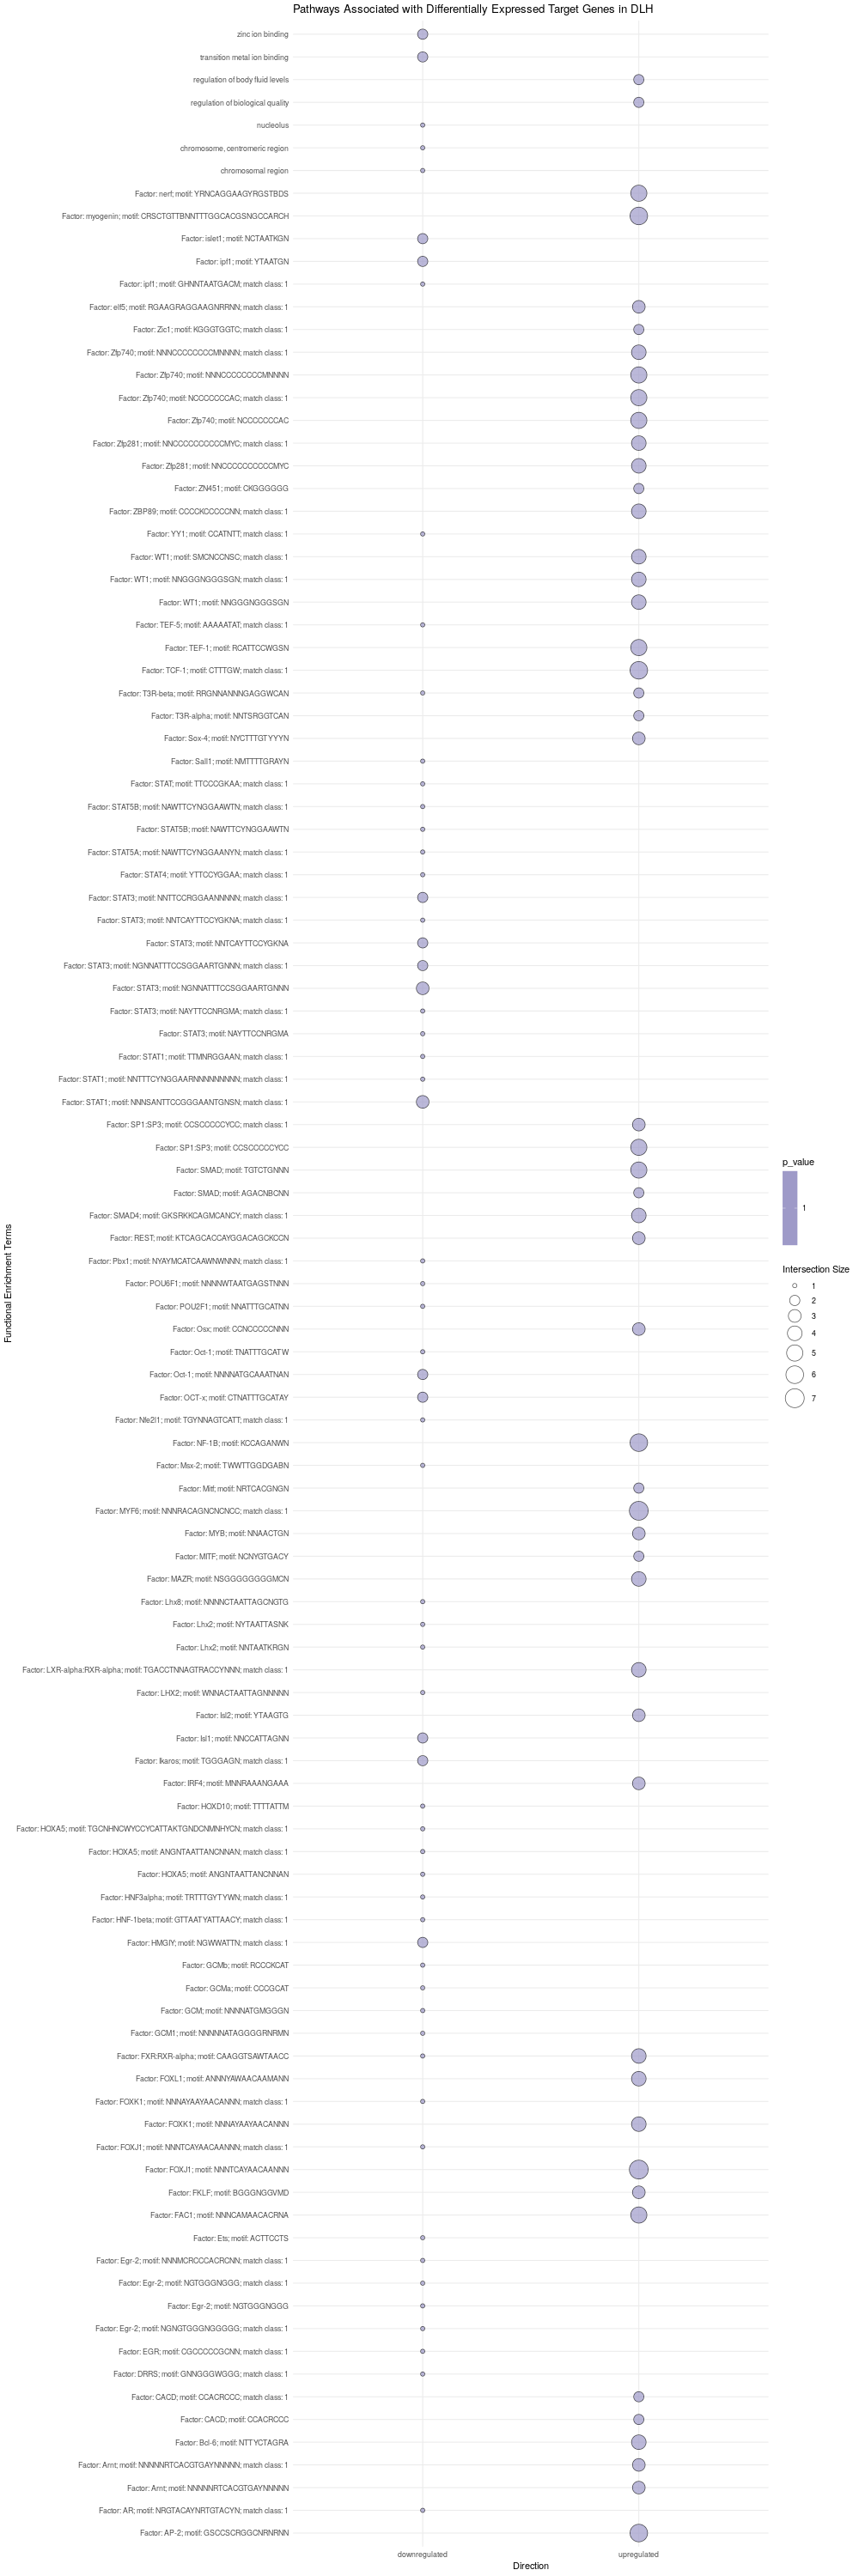 Pathways Associated with Differentially Expressed Target Genes in DLH
zinc ion binding
transition metal ion binding
regulation of body fluid levels
regulation of biological quality
nucleolus
chromosome, centromeric region
chromosomal region
Factor: nerf; motif: YRNCAGGAAGYRGSTBDS
Factor: myogenin; motif: CRSCTGTTBNNTTTGGCACGSNGCCARCH
Factor: islet1; motif: NCTAATKGN
Factor: ipf1; motif: YTAATGN
Factor: ipf1; motif: GHNNTAATGACM; match class: 1
Factor: elf5; motif: RGAAGRAGGAAGNRRNN; match class: 1
Factor: Zic1; motif: KGGGTGGTC; match class: 1
Factor: Zfp740; motif: NNNCCCCCCCCMNNNN; match class: 1
Factor: Zfp740; motif: NNNCCCCCCCCMNNNN
Factor: Zfp740; motif: NCCCCCCCAC; match class: 1
Factor: Zfp740; motif: NCCCCCCCAC
Factor: Zfp281; motif: NNCCCCCCCCCCMYC; match class: 1
Factor: Zfp281; motif: NNCCCCCCCCCCMYC
Factor: ZN451; motif: CKGGGGGG
Factor: ZBP89; motif: CCCCKCCCCCNN; match class: 1
Factor: YY1; motif: CCATNTT; match class: 1
Factor: WT1; motif: SMCNCCNSC; match class: 1
Factor: WT1; motif: NNGGGNGGGSGN; match class: 1
Factor: WT1; motif: NNGGGNGGGSGN
Factor: TEF-5; motif: AAAAATAT; match class: 1
Factor: TEF-1; motif: RCATTCCWGSN
Factor: TCF-1; motif: CTTTGW; match class: 1
Factor: T3R-beta; motif: RRGNNANNNGAGGWCAN
Factor: T3R-alpha; motif: NNTSRGGTCAN
Factor: Sox-4; motif: NYCTTTGTYYYN
Factor: Sall1; motif: NMTTTTGRAYN
Factor: STAT; motif: TTCCCGKAA; match class: 1
Factor: STAT5B; motif: NAWTTCYNGGAAWTN; match class: 1
Factor: STAT5B; motif: NAWTTCYNGGAAWTN
Factor: STAT5A; motif: NAWTTCYNGGAANYN; match class: 1
Factor: STAT4; motif: YTTCCYGGAA; match class: 1
Factor: STAT3; motif: NNTTCCRGGAANNNNN; match class: 1
Factor: STAT3; motif: NNTCAYTTCCYGKNA; match class: 1
Factor: STAT3; motif: NNTCAYTTCCYGKNA
Factor: STAT3; motif: NGNNATTTCCSGGAARTGNNN; match class: 1
Factor: STAT3; motif: NGNNATTTCCSGGAARTGNNN
Factor: STAT3; motif: NAYTTCCNRGMA; match class: 1
Factor: STAT3; motif: NAYTTCCNRGMA
Factor: STAT1; motif: TTMNRGGAAN; match class: 1
Factor: STAT1; motif: NNTTTCYNGGAARNNNNNNNNN; match class: 1
Factor: STAT1; motif: NNNSANTTCCGGGAANTGNSN; match class: 1
Factor: SP1:SP3; motif: CCSCCCCCYCC; match class: 1
Factor: SP1:SP3; motif: CCSCCCCCYCC
Factor: SMAD; motif: TGTCTGNNN
Factor: SMAD; motif: AGACNBCNN
Factor: SMAD4; motif: GKSRKKCAGMCANCY; match class: 1
Factor: REST; motif: KTCAGCACCAYGGACAGCKCCN
Factor: Pbx1; motif: NYAYMCATCAAWNWNNN; match class: 1
Factor: POU6F1; motif: NNNNWTAATGAGSTNNN
Factor: POU2F1; motif: NNATTTGCATNN
Factor: Osx; motif: CCNCCCCCNNN
Factor: Oct-1; motif: TNATTTGCATW
Factor: Oct-1; motif: NNNNATGCAAATNAN
Factor: OCT-x; motif: CTNATTTGCATAY
Factor: Nfe2l1; motif: TGYNNAGTCATT; match class: 1
Factor: NF-1B; motif: KCCAGANWN
Factor: Msx-2; motif: TWWTTGGDGABN
Factor: Mitf; motif: NRTCACGNGN
Factor: MYF6; motif: NNNRACAGNCNCNCC; match class: 1
Factor: MYB; motif: NNAACTGN
Factor: MITF; motif: NCNYGTGACY
Factor: MAZR; motif: NSGGGGGGGGMCN
Factor: Lhx8; motif: NNNNCTAATTAGCNGTG
Factor: Lhx2; motif: NYTAATTASNK
Factor: Lhx2; motif: NNTAATKRGN
Factor: LXR-alpha:RXR-alpha; motif: TGACCTNNAGTRACCYNNN; match class: 1
Factor: LHX2; motif: WNNACTAATTAGNNNNN
Factor: Isl2; motif: YTAAGTG
Factor: Isl1; motif: NNCCATTAGNN
Factor: Ikaros; motif: TGGGAGN; match class: 1
Factor: IRF4; motif: MNNRAAANGAAA
Factor: HOXD10; motif: TTTTATTM
Factor: HOXA5; motif: TGCNHNCWYCCYCATTAKTGNDCNMNHYCN; match class: 1
Factor: HOXA5; motif: ANGNTAATTANCNNAN; match class: 1
Factor: HOXA5; motif: ANGNTAATTANCNNAN
Factor: HNF3alpha; motif: TRTTTGYTYWN; match class: 1
Factor: HNF-1beta; motif: GTTAATYATTAACY; match class: 1
Factor: HMGIY; motif: NGWWATTN; match class: 1
Factor: GCMb; motif: RCCCKCAT
Factor: GCMa; motif: CCCGCAT
Factor: GCM; motif: NNNNATGMGGGN
Factor: GCM1; motif: NNNNNATAGGGGRNRMN
Factor: FXR:RXR-alpha; motif: CAAGGTSAWTAACC
Factor: FOXL1; motif: ANNNYAWAACAAMANN
Factor: FOXK1; motif: NNNAYAAYAACANNN; match class: 1
Factor: FOXK1; motif: NNNAYAAYAACANNN
Factor: FOXJ1; motif: NNNTCAYAACAANNN; match class: 1
Factor: FOXJ1; motif: NNNTCAYAACAANNN
Factor: FKLF; motif: BGGGNGGVMD
Factor: FAC1; motif: NNNCAMAACACRNA
Factor: Ets; motif: ACTTCCTS
Factor: Egr-2; motif: NNNMCRCCCACRCNN; match class: 1
Factor: Egr-2; motif: NGTGGGNGGG; match class: 1
Factor: Egr-2; motif: NGTGGGNGGG
Factor: Egr-2; motif: NGNGTGGGNGGGGG; match class: 1
Factor: EGR; motif: CGCCCCCGCNN; match class: 1
Factor: DRRS; motif: GNNGGGWGGG; match class: 1
Factor: CACD; motif: CCACRCCC; match class: 1
Factor: CACD; motif: CCACRCCC
Factor: Bcl-6; motif: NTTYCTAGRA
Factor: Arnt; motif: NNNNNRTCACGTGAYNNNNN; match class: 1
Factor: Arnt; motif: NNNNNRTCACGTGAYNNNNN
Factor: AR; motif: NRGTACAYNRTGTACYN; match class: 1
Factor: AP-2; motif: GSCCSCRGGCNRNRNN
Functional Enrichment Terms
downregulated
upregulated
Direction
p_value
1
Intersection Size
1
2
3
4
5
6
7